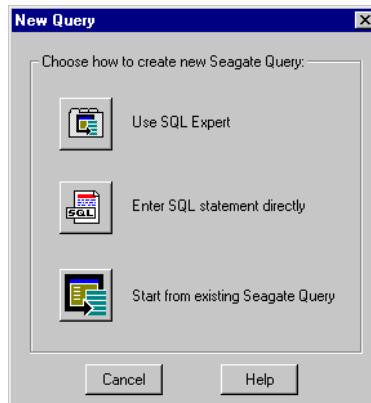 New Query
Choose how to create new Seagate Query:
Use SQL Expert
SQL
Enter SQL statement directly
Start from existing Seagate Query
Cancel
Help